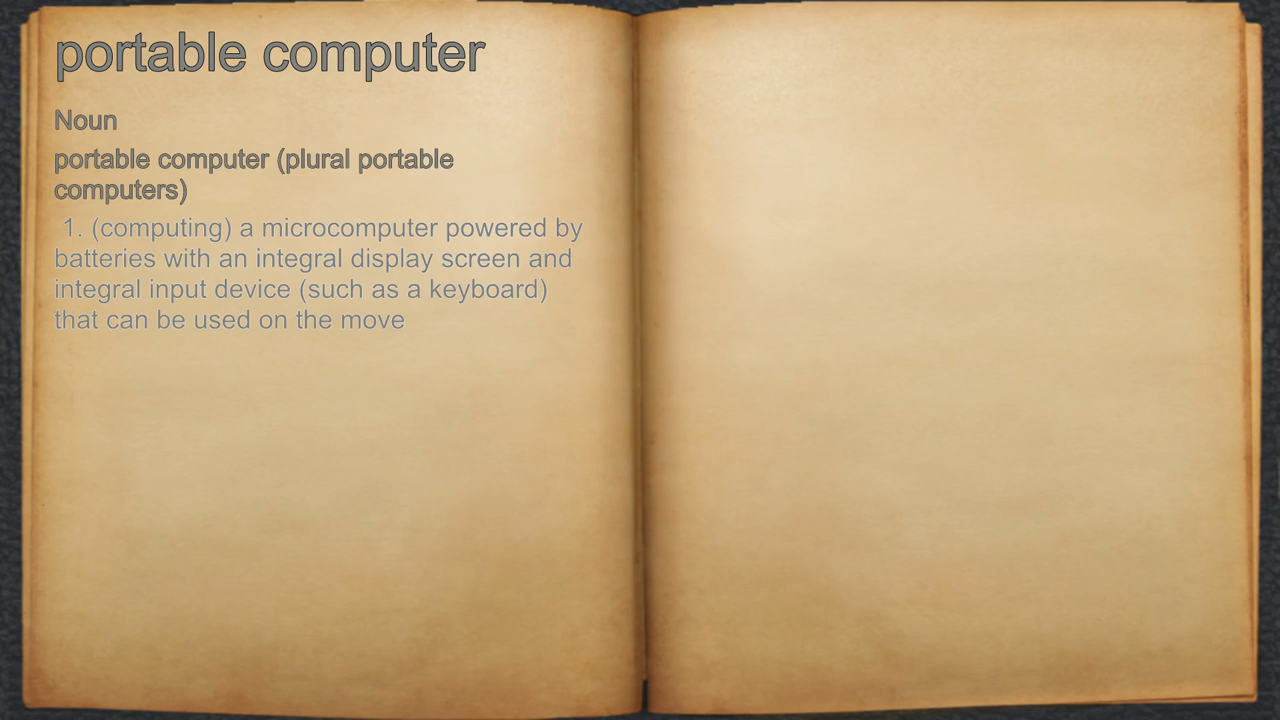 portable computer
Noun
portable computer (plural portable
computers)
1. (computing) a microcomputer powered by
batteries with an integral display screen and
integral input device (such as a keyboard)
that can be used on the move